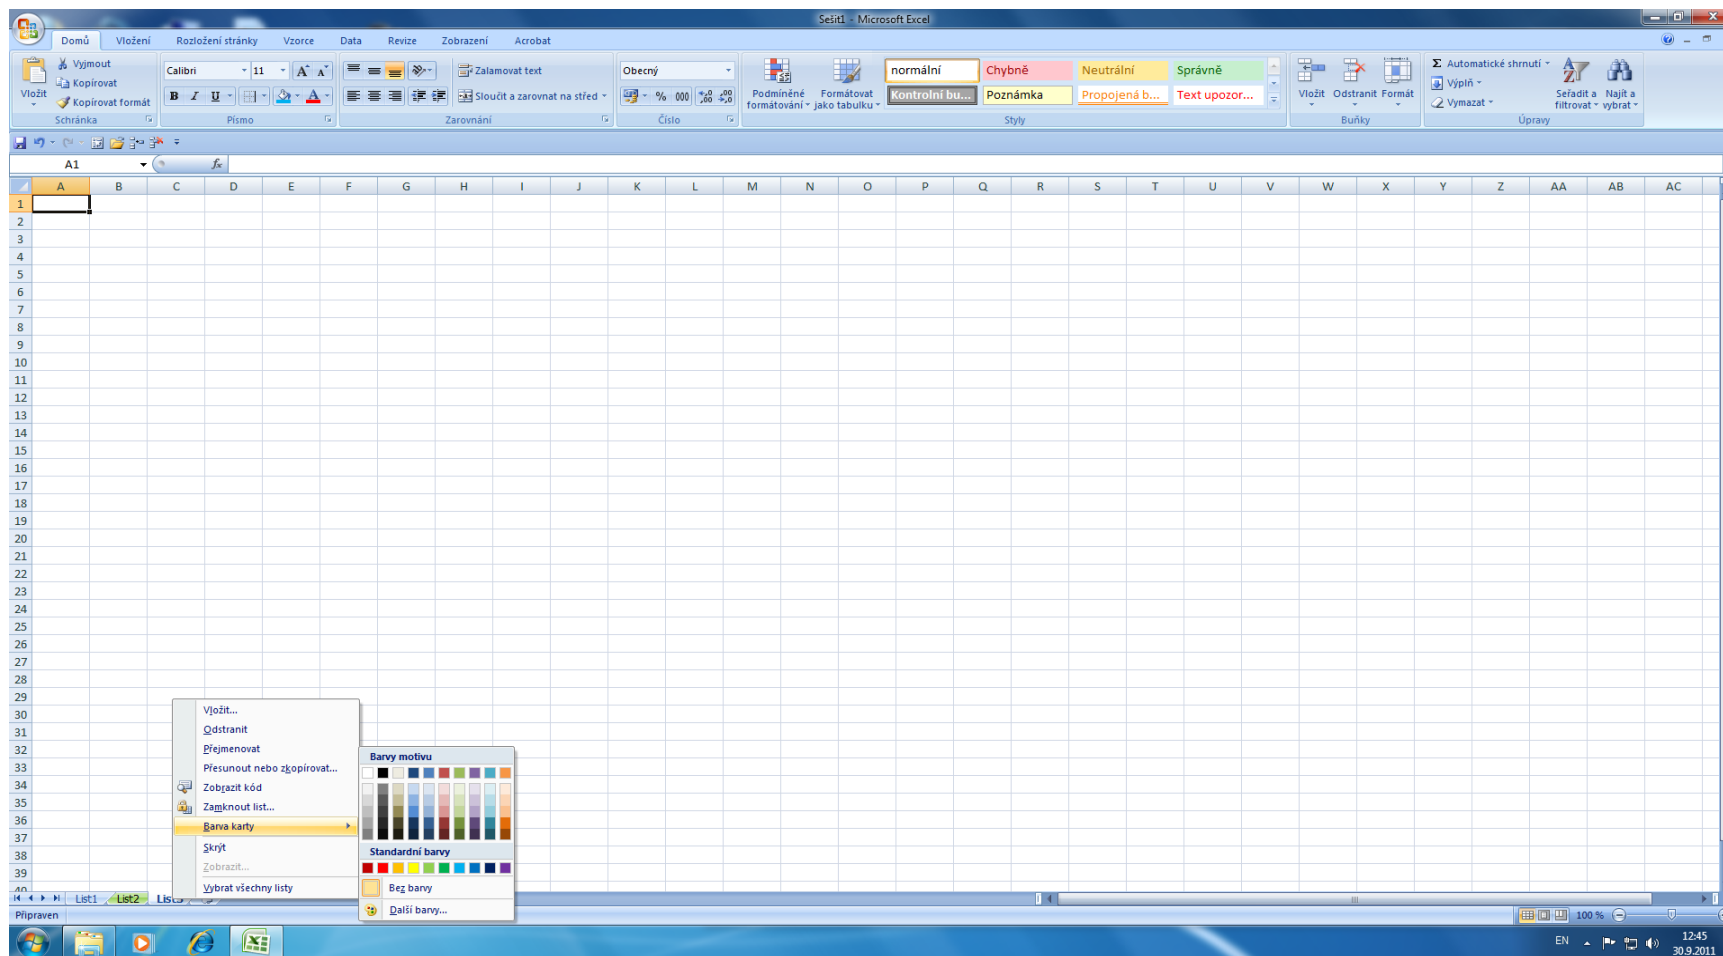 Sešit1 - Microsoft Excel
Domů Vložení Rozložení stránky Vzorce Data Revize Zobrazení Acrobat
Vložit
Vyjmout
Kopírovat
Kopírovat formát
Schránka
Calibri 11
B I U
Písmo
Zalamovat text
Sloučit a zarovnat na střed
Zarovnání
Obecný
% 000
Číslo
Podmíněné formátování
Formátovat jako tabulku
normální Chybně Neutrální Správně
Kontrolní bu... Poznámka Propojená b... Text upozor...
Styly
Vložit Odstranit Formát
Buňky
Σ Automatické shrnutí
Výplň
Vymazat
Seřadit a filtrovat
Najít a vybrat
Úpravy
A1 fx
A B C D E F G H I J K L M N O P Q R S T U V W X Y Z AA AB AC
1
2
3
4
5
6
7
8
9
10
11
12
13
14
15
16
17
18
19
20
21
22
23
24
25
26
27
28
29
30
31
32
33
34
35
36
37
38
39
40
Vložit...
Odstranit
Přejmenovat
Přesunout nebo zkopírovat...
Zobrazit kód
Zamknout list...
Barva karty
Skrýt
Zobrazit...
Vybrat všechny listy
Barvy motivu
Standardní barvy
Bez barvy
Další barvy...
List1 List2 List3
Připraven
100 %
EN
12:45
30.9.2011